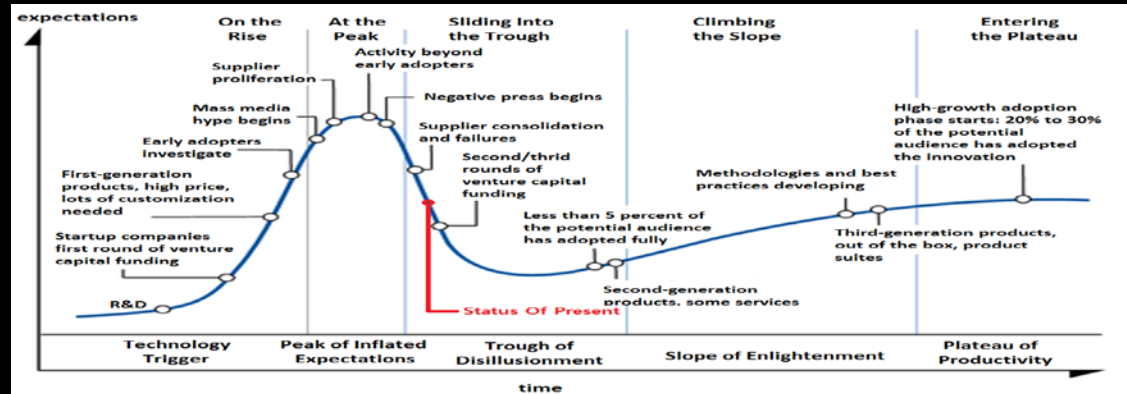 expectations
On the
Rise
At the
Peak
Sliding Into
the Trough
Climbing
the Slope
Entering
the Plateau
Activity beyond
early adopters
Supplier
proliferation
Negative press begins
Mass media
hype begins
Supplier consolidation
and failures
Early adopters
investigate
Second/thrid
rounds of
venture capital
funding
First-generation
products, high price,
lots of customization
needed
Startup companies
first round of venture
capital funding
R&D
Less than 5 percent of
the potential audience
has adopted fully
Second-generation
products, some services
Status Of Present
Methodologies and best
practices developing
Third-generation products,
out of the box, product
suites
High-growth adoption
phase starts: 20% to 30%
of the potential
audience has adopted
the innovation
Technology
Trigger
Peak of Inflated
Expectations
Trough of
Disillusionment
Slope of Enlightenment
Plateau of
Productivity
time